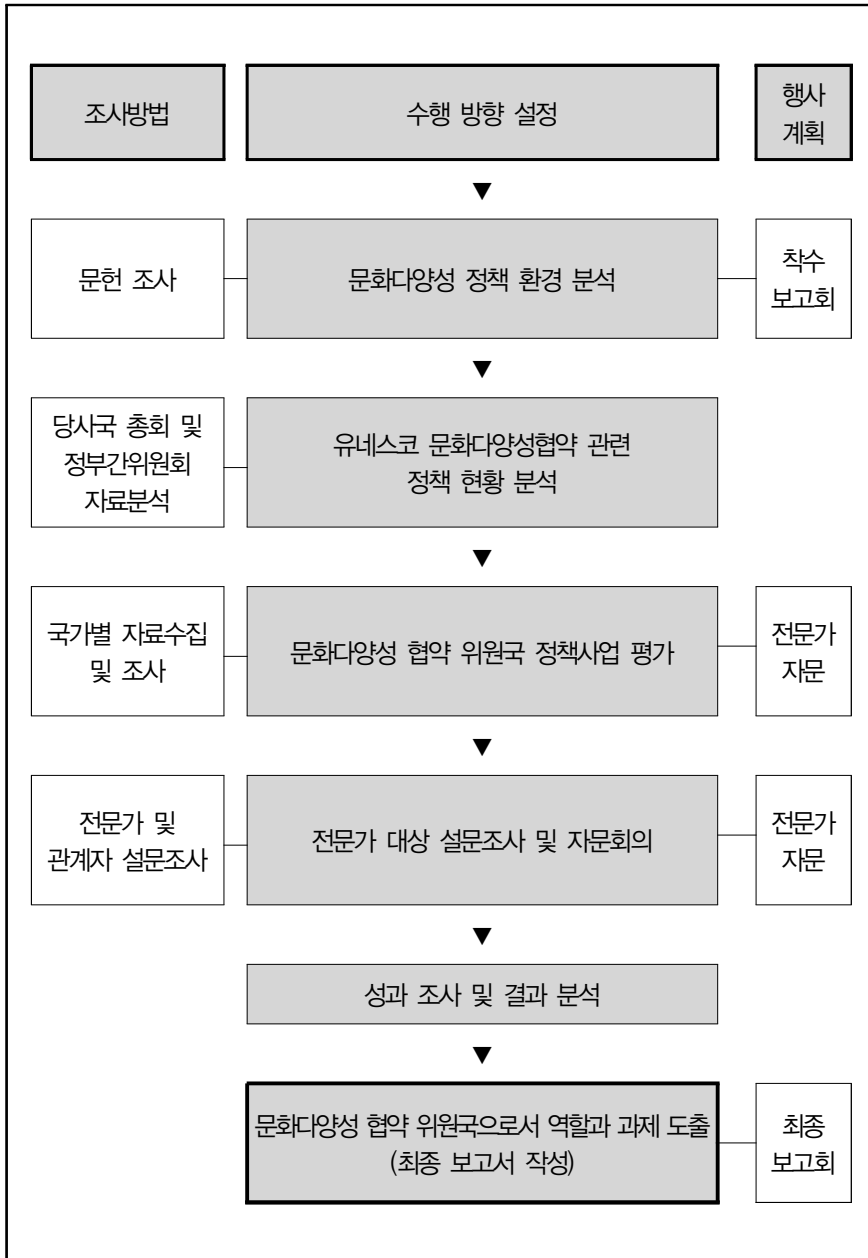 조사방법
수행 방향 설정
행사
계획
▼
문헌 조사
문화다양성 정책 환경 분석
착수
보고회
▼
당사국 총회 및
정부간위원회
자료분석
유네스코 문화다양성협약 관련
정책 현황 분석
▼
국가별 자료수집
및 조사
문화다양성 협약 위원국 정책사업 평가
전문가
자문
▼
전문가 및
관계자 설문조사
전문가 대상 설문조사 및 자문회의
전문가
자문
▼
성과 조사 및 결과 분석
▼
문화다양성 협약 위원국으로서 역할과 과제 도출
(최종 보고서 작성)
최종
보고회